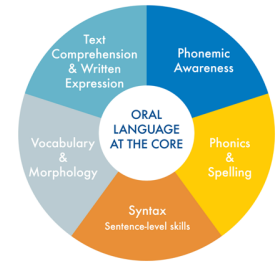 Text
Comprehension
& Written
Expression
Phonemic
Awareness
ORAL
LANGUAGE
AT THE CORE
Vocabulary
&
Morphology
Phonics
&
Spelling
Syntax
Sentence-level skills